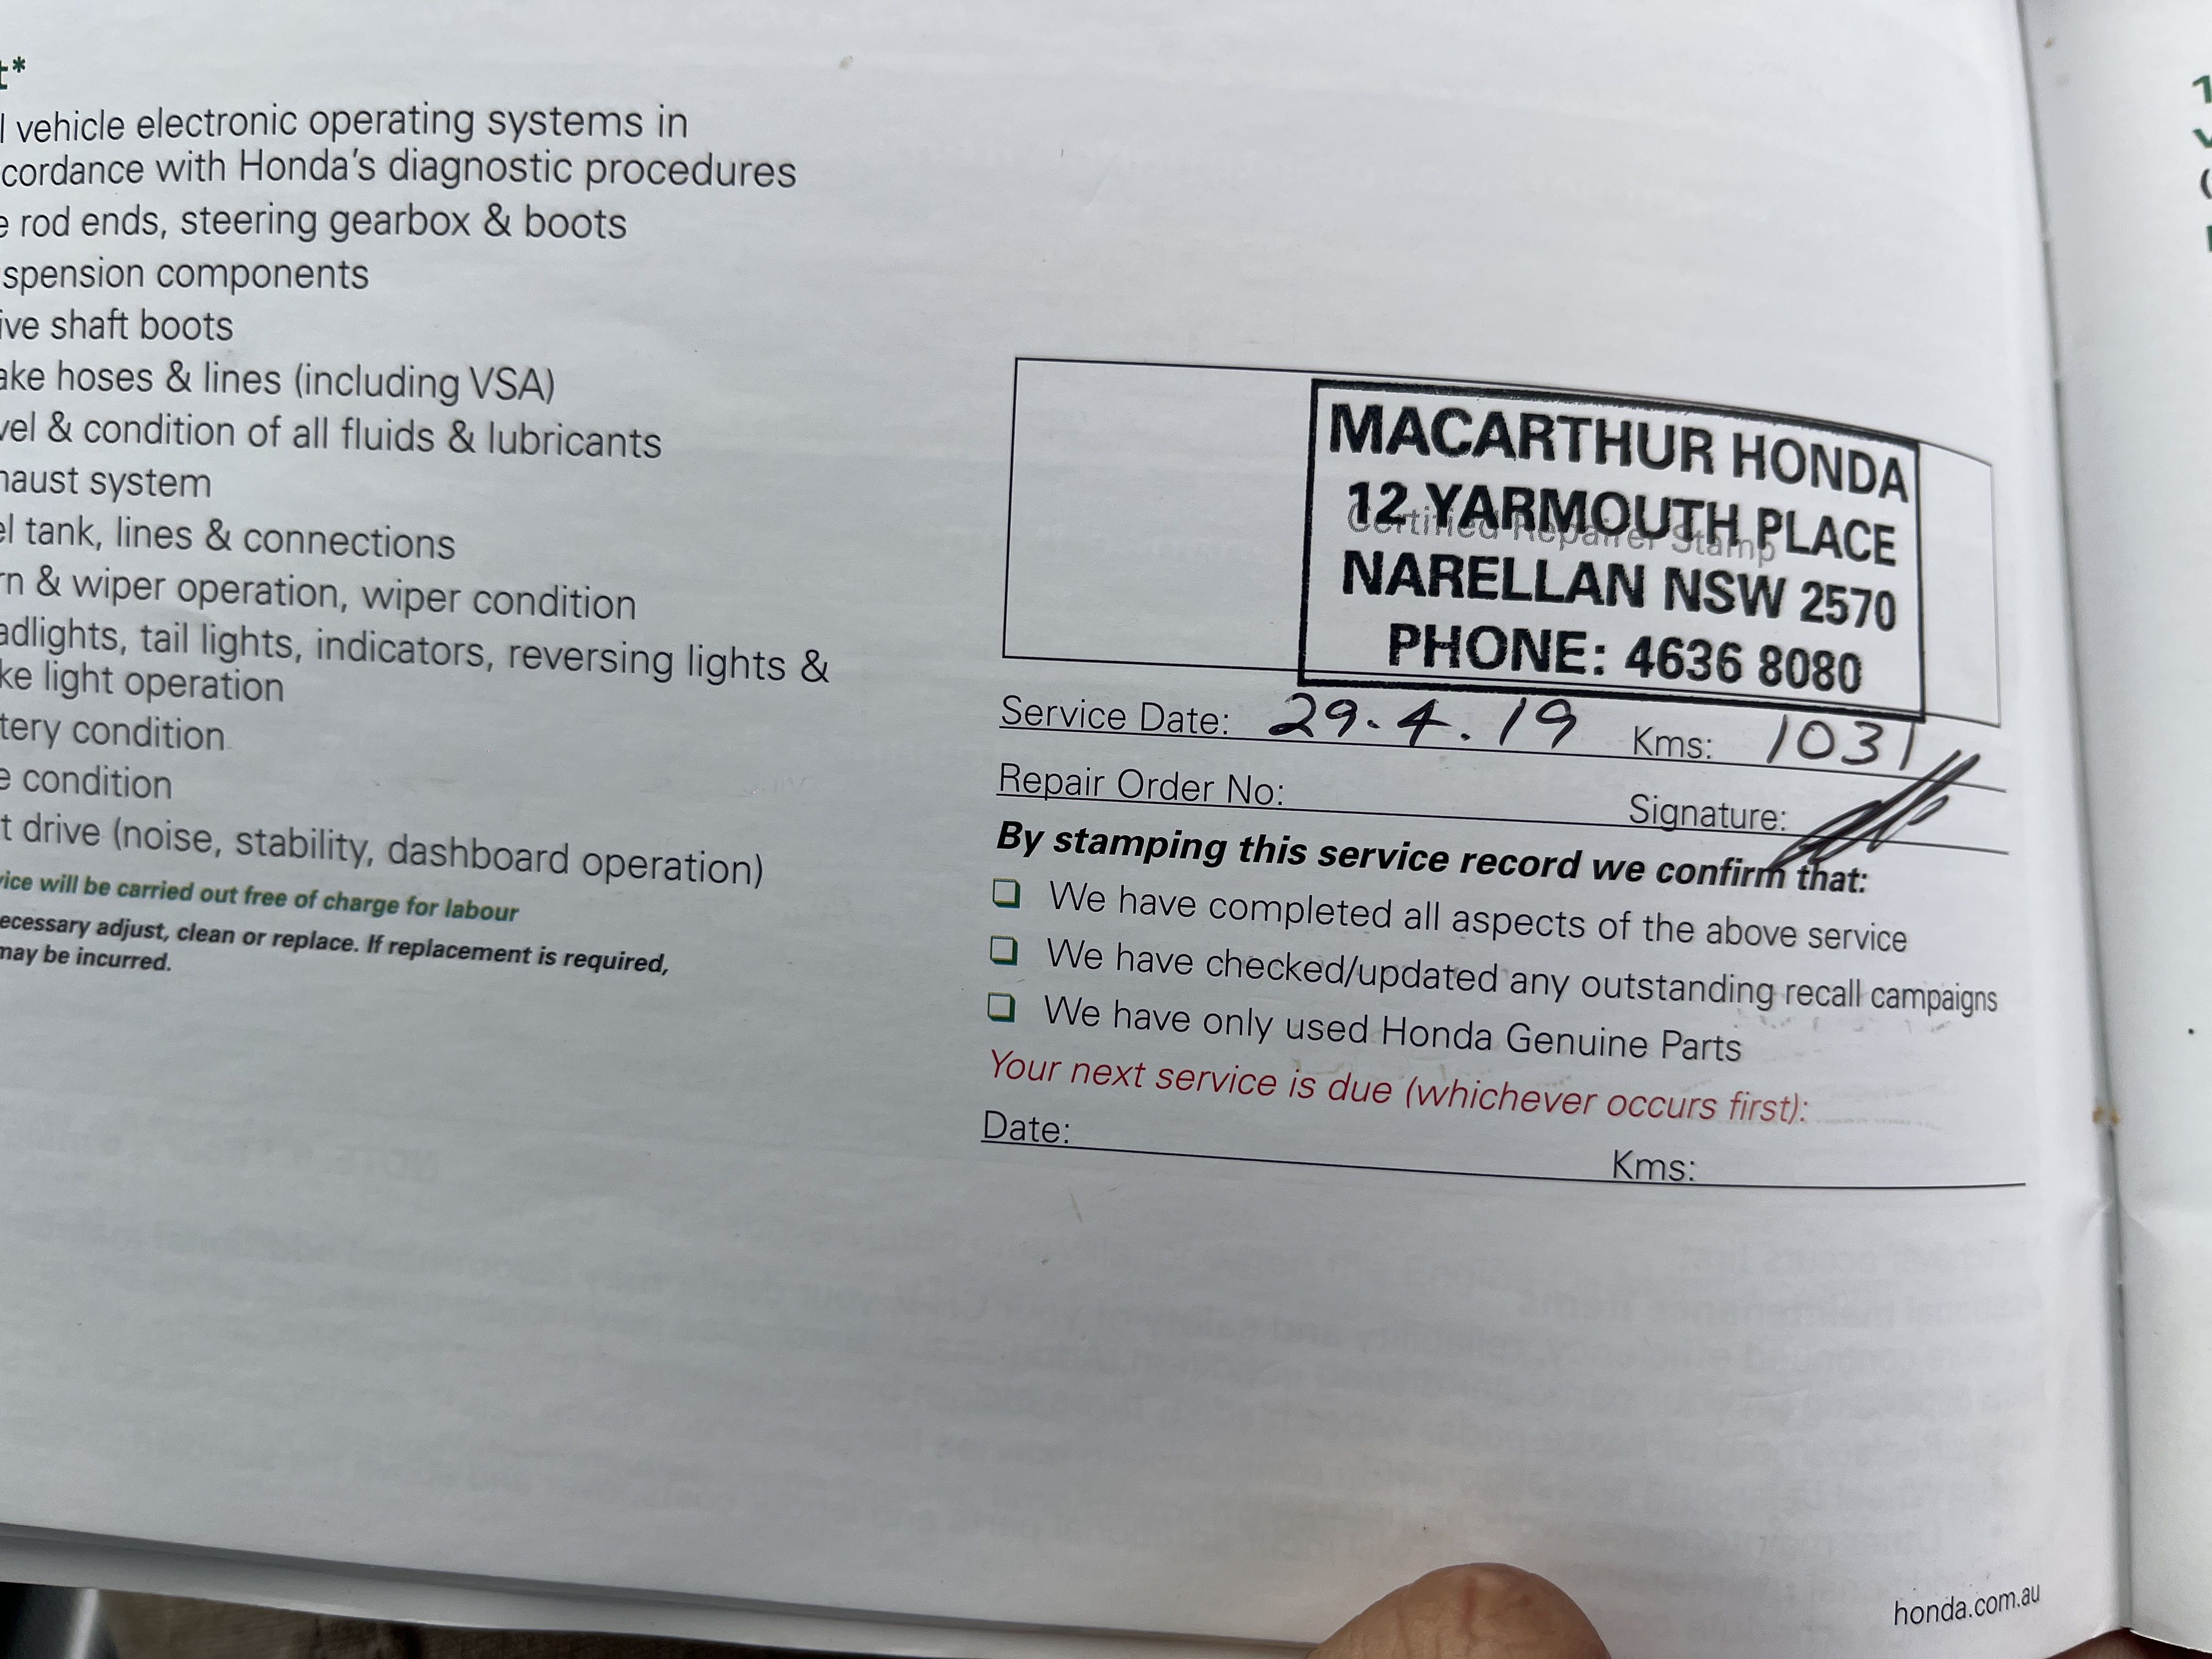 t*
l vehicle electronic operating systems in
cordance with Honda's diagnostic procedures
e rod ends, steering gearbox & boots
spension components
ive shaft boots
ake hoses & lines (including VSA)
vel & condition of all fluids & lubricants
haust system
el tank, lines & connections
rn & wiper operation, wiper condition
adlights, tail lights, indicators, reversing lights &
ke light operation
tery condition
e condition
t drive (noise, stability, dashboard operation)
vice will be carried out free of charge for labour
ecessary adjust, clean or replace. If replacement is required,
may be incurred.
MACARTHUR HONDA
12 YARMOUTH PLACE
Certified Repairer Stamp
NARELLAN NSW 2570
PHONE: 4636 8080
Service Date: 29.4.19 Kms: 1031
Repair Order No: Signature:
By stamping this service record we confirm that:
We have completed all aspects of the above service
We have checked/updated any outstanding recall campaigns
We have only used Honda Genuine Parts
Your next service is due (whichever occurs first):
Date: Kms:
honda.com.au